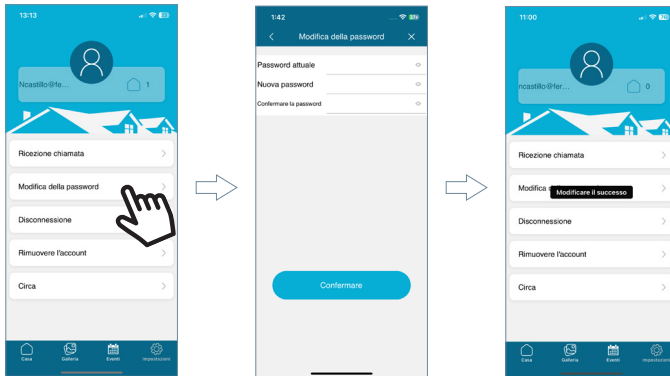 13:13
Ncastillo@fe...
1
Ricezione chiamata
Modifica della password
Disconnessione
Rimuovere l'account
Circa
Casa
Galleria
Eventi
Impostazioni
1:42
Modifica della password
Password attuale
Nuova password
Confermare la password
Confermare
11:00
ncastillo@fer...
0
Ricezione chiamata
Modifica d
Modificare il successo
Disconnessione
Rimuovere l'account
Circa
Casa
Galleria
Eventi
Impostazioni